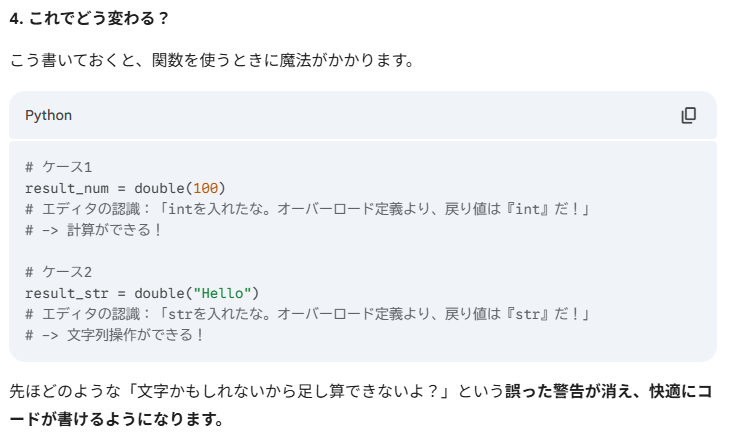 4. これでどう変わる？
こう書いておくと、関数を使うときに魔法がかかります。
Python
# ケース1
result_num = double(100)
# エディタの認識：「intを入れたな。オーバーロード定義より、戻り値は『int』だ！」
# -> 計算ができる！
# ケース2
result_str = double("Hello")
# エディタの認識：「strを入れたな。オーバーロード定義より、戻り値は『str』だ！」
# -> 文字列操作ができる！
先ほどのような「文字かもしれないから足し算できないよ？」という誤った警告が消え、快適にコ
ードが書けるようになります。